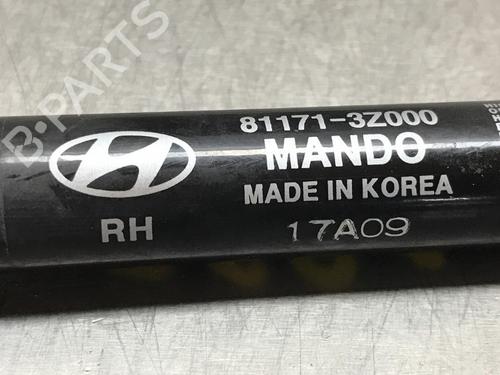 B-PARTS
81171-3Z000
MANDO
MADE IN KOREA
RH
17A09